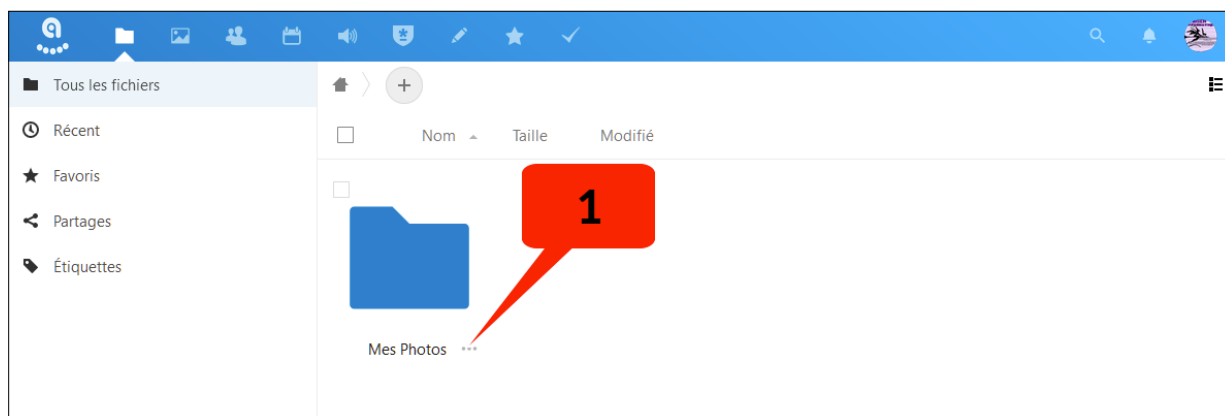 Tous les fichiers
Récent
Favoris
Partages
Étiquettes
Nom Taille Modifié
1
Mes Photos